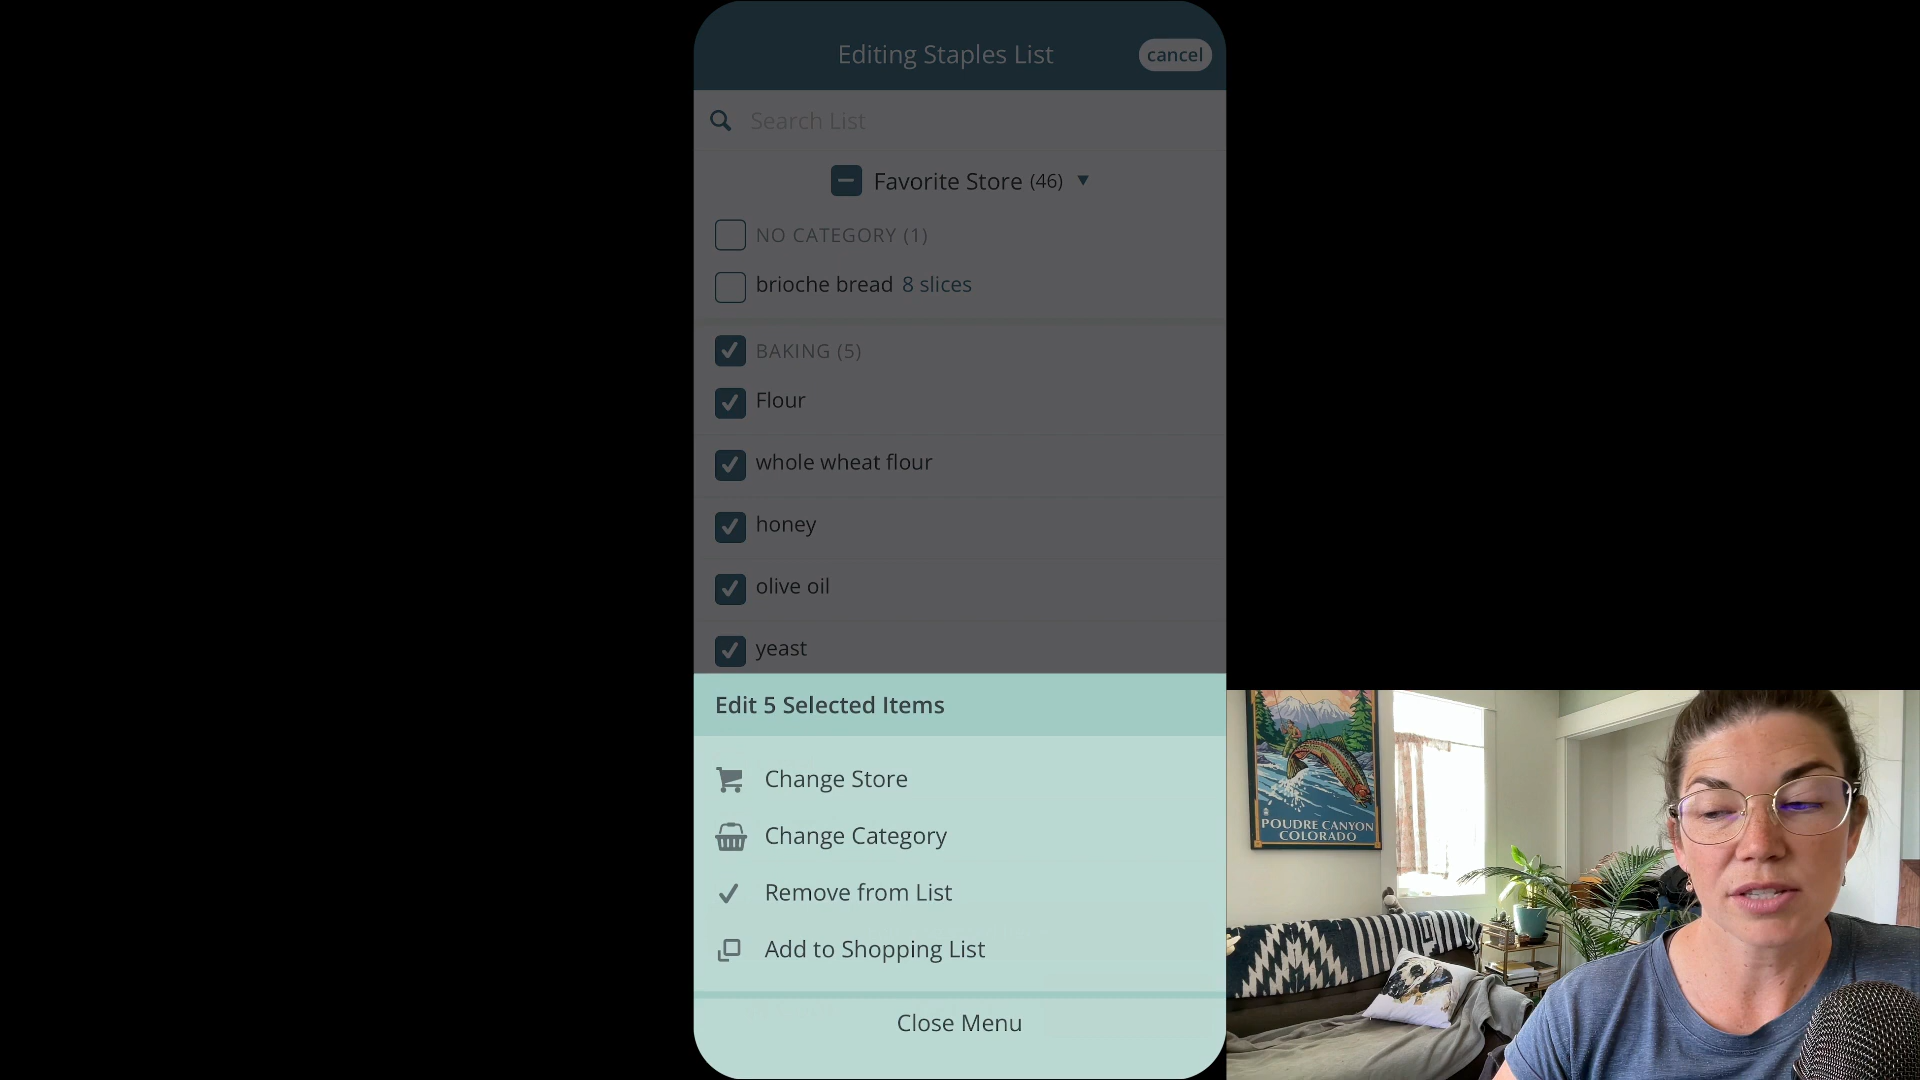 Editing Staples List
cancel
Search List
Favorite Store (46)
NO CATEGORY (1)
brioche bread 8 slices
BAKING (5)
Flour
whole wheat flour
honey
olive oil
yeast
Edit 5 Selected Items
Change Store
Change Category
Remove from List
Add to Shopping List
Close Menu
POUDRE CANYON
COLORADO